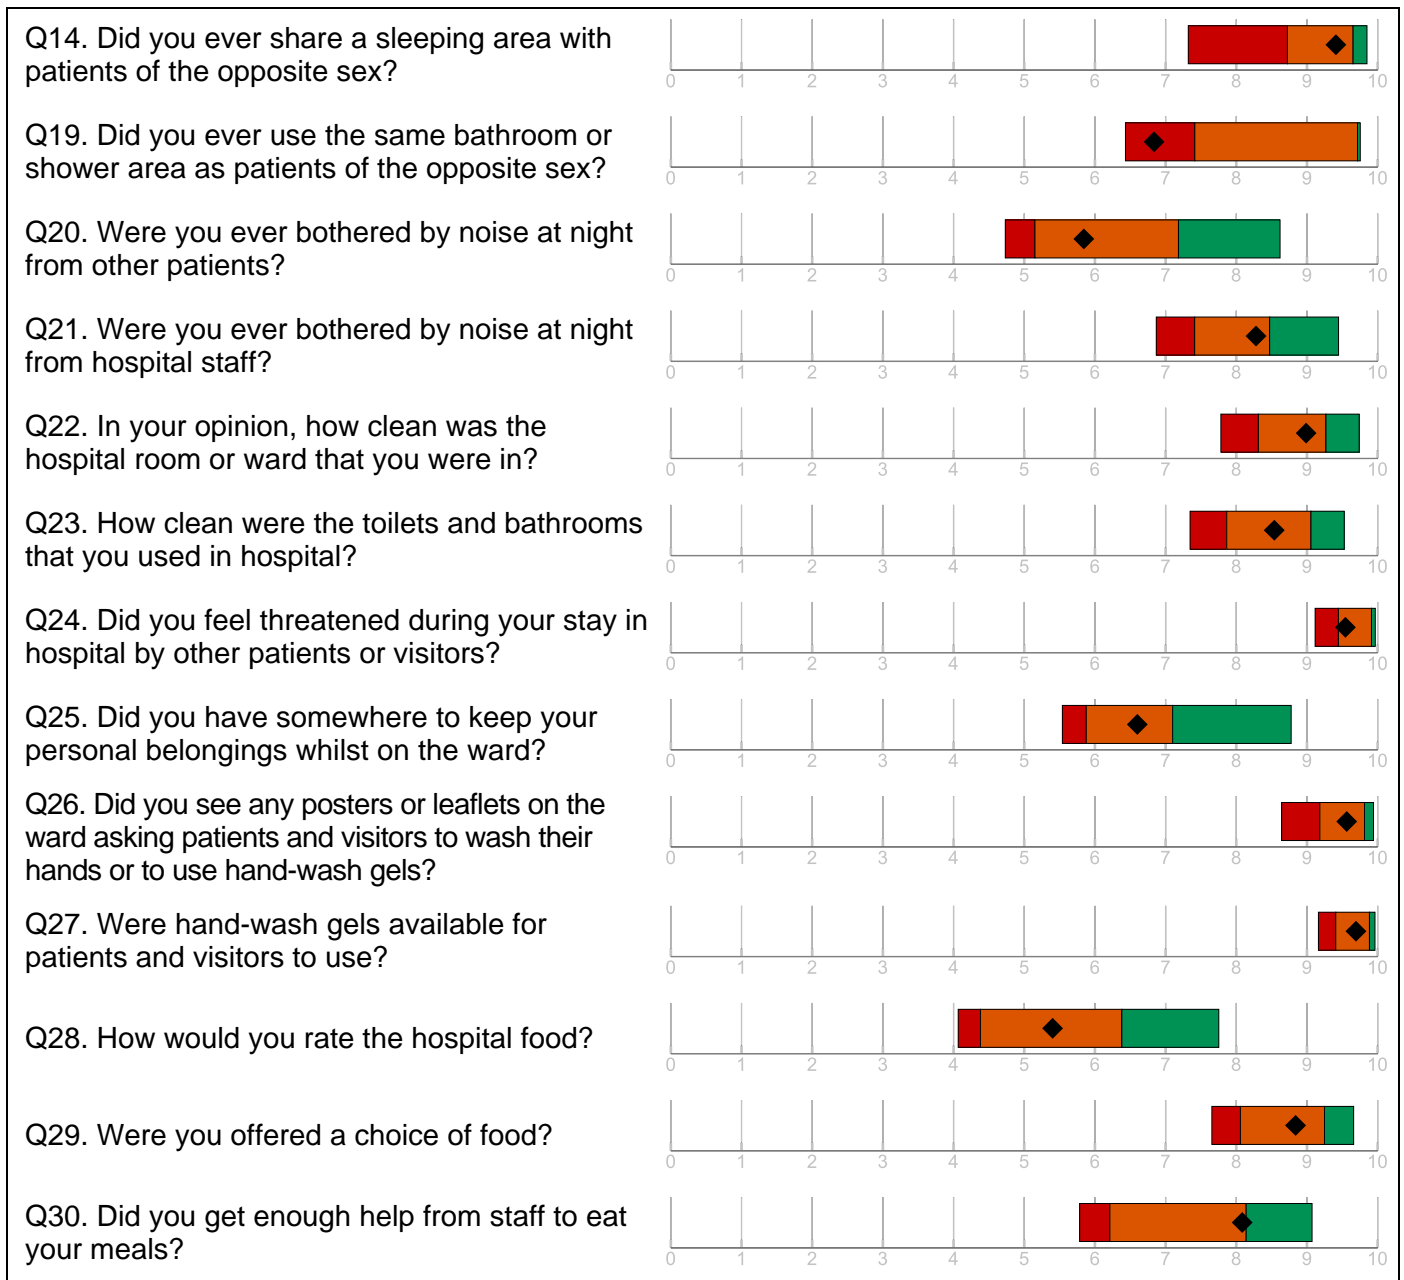 Q14. Did you ever share a sleeping area with
patients of the opposite sex?
0 1 2 3 4 5 6 7 8 9 10
Q19. Did you ever use the same bathroom or
shower area as patients of the opposite sex?
0 1 2 3 4 5 6 7 8 9 10
Q20. Were you ever bothered by noise at night
from other patients?
0 1 2 3 4 5 6 7 8 9 10
Q21. Were you ever bothered by noise at night
from hospital staff?
0 1 2 3 4 5 6 7 8 9 10
Q22. In your opinion, how clean was the
hospital room or ward that you were in?
0 1 2 3 4 5 6 7 8 9 10
Q23. How clean were the toilets and bathrooms
that you used in hospital?
0 1 2 3 4 5 6 7 8 9 10
Q24. Did you feel threatened during your stay in
hospital by other patients or visitors?
0 1 2 3 4 5 6 7 8 9 10
Q25. Did you have somewhere to keep your
personal belongings whilst on the ward?
0 1 2 3 4 5 6 7 8 9 10
Q26. Did you see any posters or leaflets on the
ward asking patients and visitors to wash their
hands or to use hand-wash gels?
0 1 2 3 4 5 6 7 8 9 10
Q27. Were hand-wash gels available for
patients and visitors to use?
0 1 2 3 4 5 6 7 8 9 10
Q28. How would you rate the hospital food?
0 1 2 3 4 5 6 7 8 9 10
Q29. Were you offered a choice of food?
0 1 2 3 4 5 6 7 8 9 10
Q30. Did you get enough help from staff to eat
your meals?
0 1 2 3 4 5 6 7 8 9 10